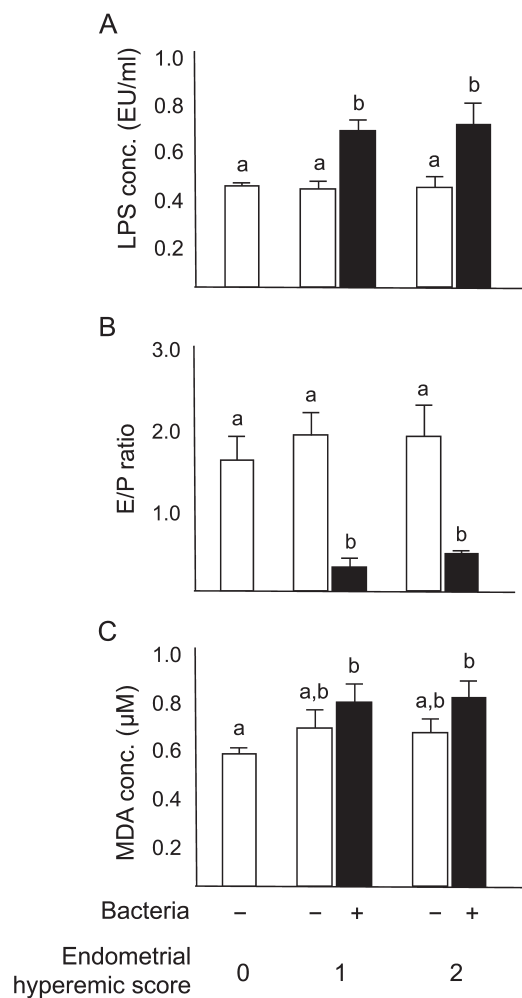 A
LPS conc. (EU/ml)
1.0
0.8
0.6
0.4
0.2
a
a
b
a
b
B
E/P ratio
3.0
2.0
1.0
a
a
b
a
b
C
MDA conc. (μM)
1.0
0.8
0.6
0.4
0.2
a
a,b
b
a,b
b
Bacteria − − + − +
Endometrial
hyperemic score 0 1 2